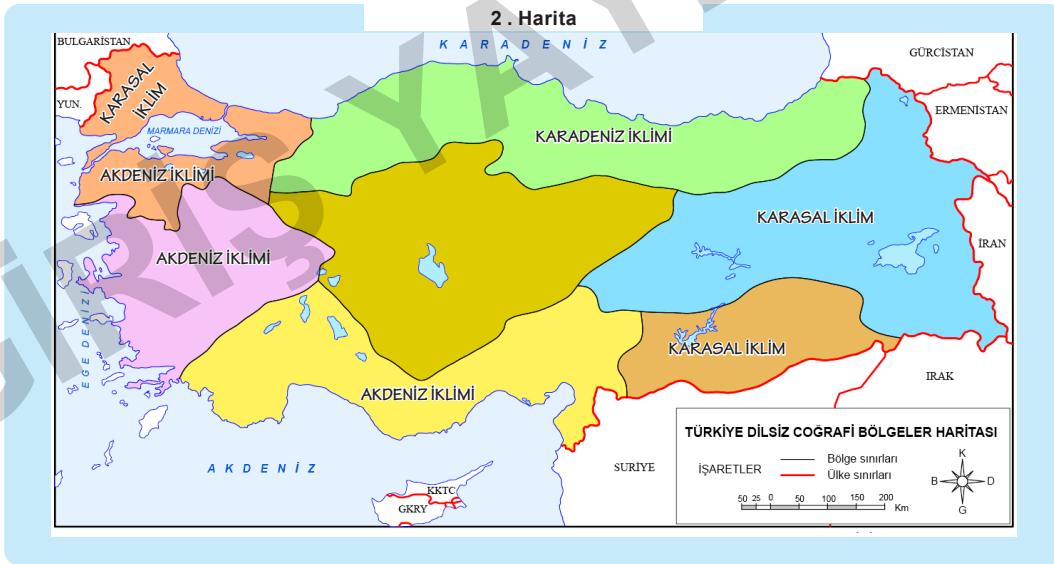 2 . Harita
BULGARİSTAN
KARADENİZ
GÜRCİSTAN
KARASAL
İKLİM
YUN.
ERMENİSTAN
MARMARA DENİZİ
KARADENİZ İKLİMİ
AKDENİZ İKLİMİ
KARASAL İKLİM
İRAN
AKDENİZ İKLİMİ
EGE DENİZİ
KARASAL İKLİM
IRAK
AKDENİZ İKLİMİ
TÜRKİYE DİLSİZ COĞRAFİ BÖLGELER HARİTASI
AKDENİZ
SURİYE
İŞARETLER
Bölge sınırları
Ülke sınırları
K
B
D
G
KKTC
GKRY
50 25 0 50 100 150 200
Km